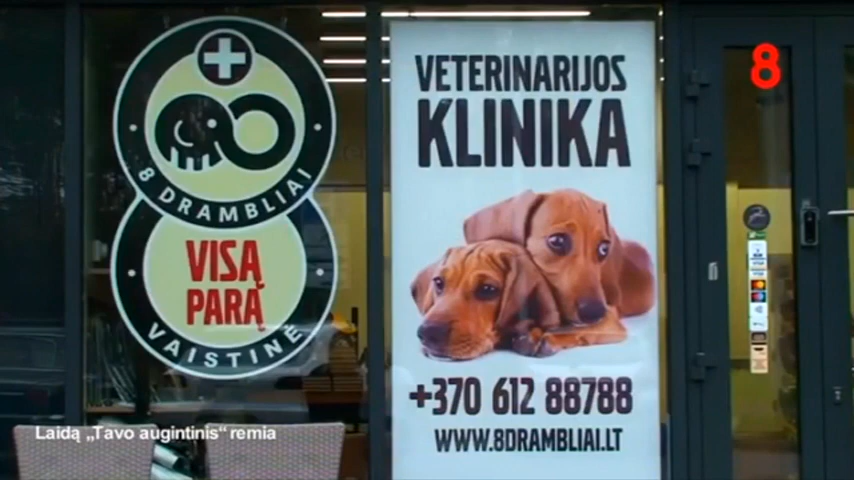 8 DRAMBLIAI
VISĄ
PARĄ
VAISTINĖ
VETERINARIJOS
KLINIKA
+370 612 88788
WWW.8DRAMBLIAI.LT
8
Laidą „Tavo augintinis“ remia